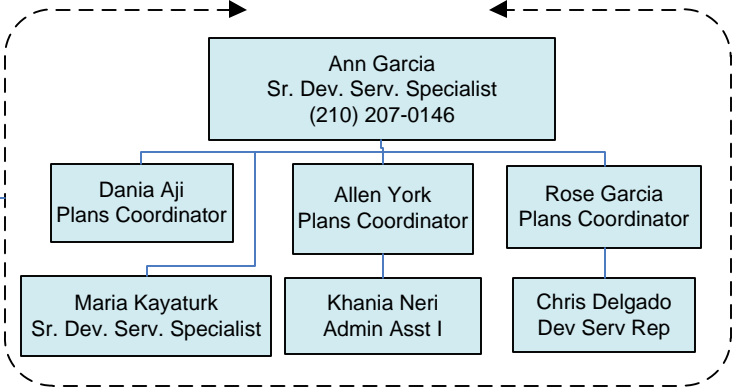 Ann Garcia
Sr. Dev. Serv. Specialist
(210) 207-0146
Dania Aji
Plans Coordinator
Allen York
Plans Coordinator
Rose Garcia
Plans Coordinator
Maria Kayaturk
Sr. Dev. Serv. Specialist
Khania Neri
Admin Asst I
Chris Delgado
Dev Serv Rep